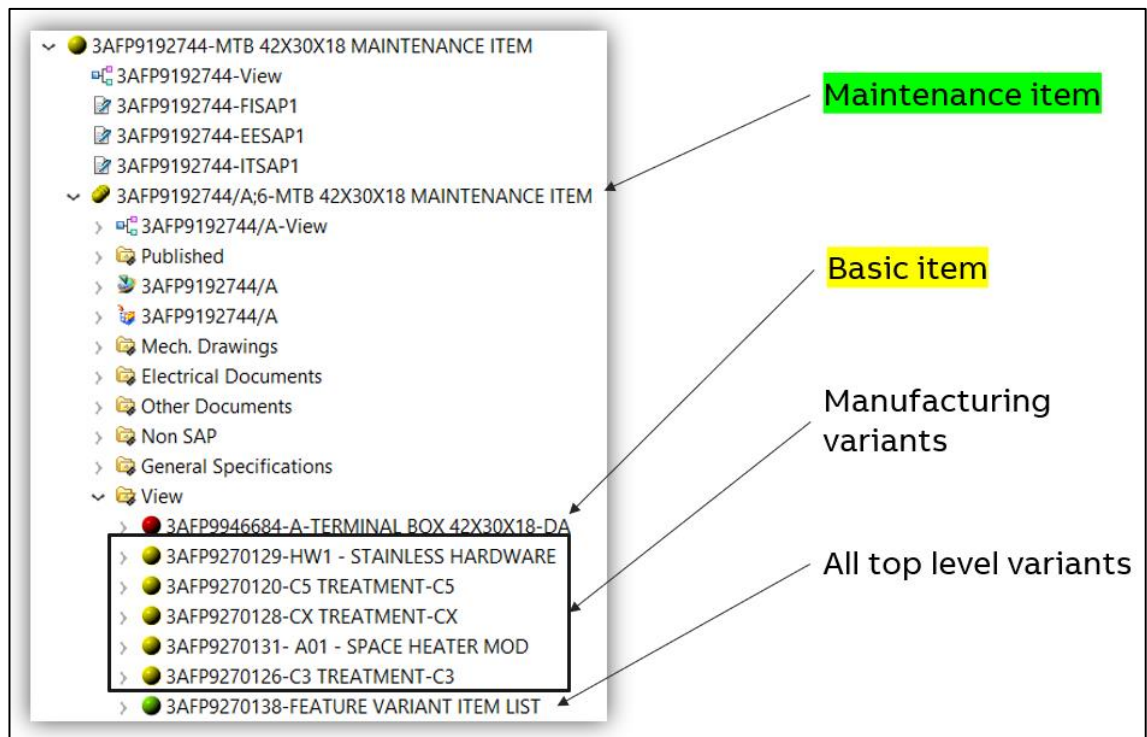 3AFP9192744-MTB 42X30X18 MAINTENANCE ITEM
3AFP9192744-View
3AFP9192744-FISAP1
3AFP9192744-EESAP1
3AFP9192744-ITSAP1
3AFP9192744/A;6-MTB 42X30X18 MAINTENANCE ITEM
3AFP9192744/A-View
Published
3AFP9192744/A
3AFP9192744/A
Mech. Drawings
Electrical Documents
Other Documents
Non SAP
General Specifications
View
3AFP9946684-A-TERMINAL BOX 42X30X18-DA
3AFP9270129-HW1 - STAINLESS HARDWARE
3AFP9270120-C5 TREATMENT-C5
3AFP9270128-CX TREATMENT-CX
3AFP9270131- A01 - SPACE HEATER MOD
3AFP9270126-C3 TREATMENT-C3
3AFP9270138-FEATURE VARIANT ITEM LIST
Maintenance item
Basic item
Manufacturing
variants
All top level variants